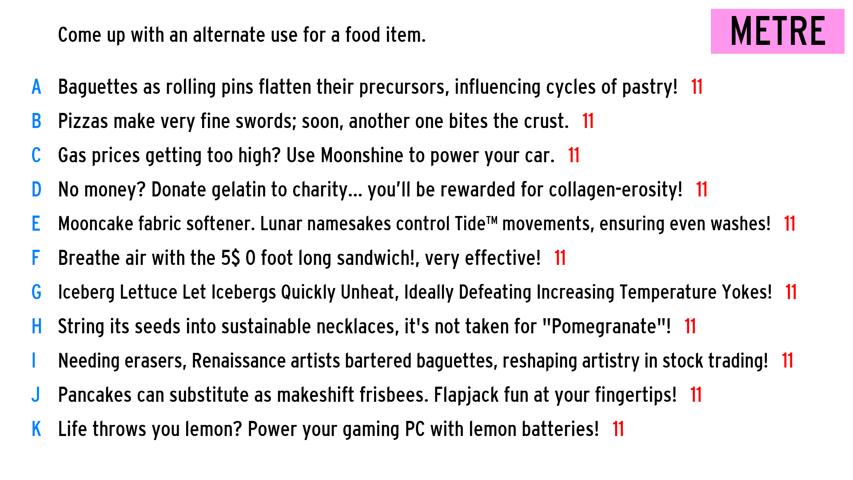 Come up with an alternate use for a food item.
METRE
A Baguettes as rolling pins flatten their precursors, influencing cycles of pastry! 11
B Pizzas make very fine swords; soon, another one bites the crust. 11
C Gas prices getting too high? Use Moonshine to power your car. 11
D No money? Donate gelatin to charity... you'll be rewarded for collagen-erosity! 11
E Mooncake fabric softener. Lunar namesakes control Tide™ movements, ensuring even washes! 11
F Breathe air with the 5$ 0 foot long sandwich!, very effective! 11
G Iceberg Lettuce Let Icebergs Quickly Unheat, Ideally Defeating Increasing Temperature Yokes! 11
H String its seeds into sustainable necklaces, it's not taken for "Pomegranate"! 11
I Needing erasers, Renaissance artists bartered baguettes, reshaping artistry in stock trading! 11
J Pancakes can substitute as makeshift frisbees. Flapjack fun at your fingertips! 11
K Life throws you lemon? Power your gaming PC with lemon batteries! 11